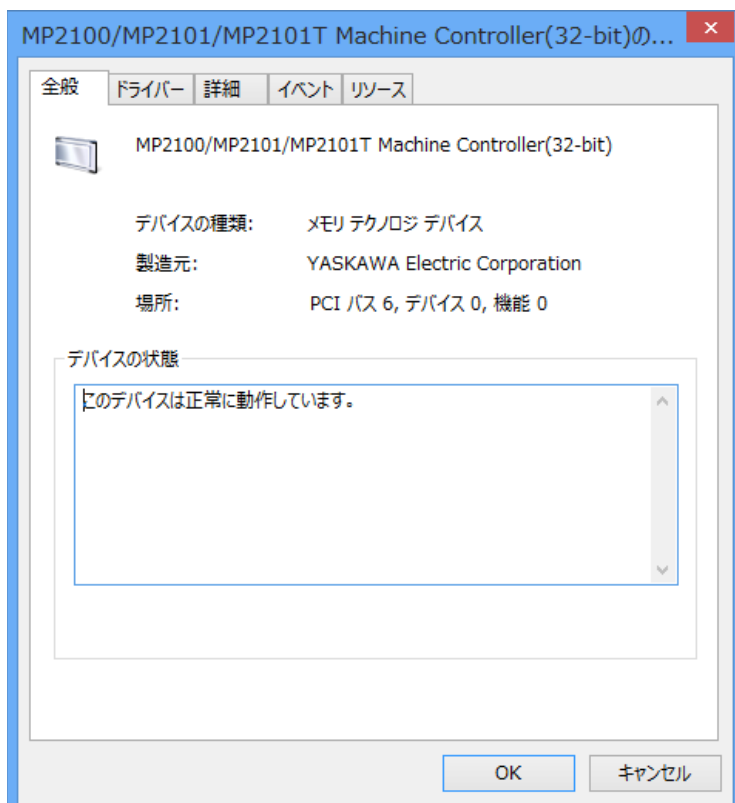 MP2100/MP2101/MP2101T Machine Controller(32-bit)の...
全般 ドライバー 詳細 イベント リソース
MP2100/MP2101/MP2101T Machine Controller(32-bit)
デバイスの種類: メモリ テクノロジ デバイス
製造元: YASKAWA Electric Corporation
場所: PCI バス 6, デバイス 0, 機能 0
デバイスの状態
このデバイスは正常に動作しています。
OK キャンセル